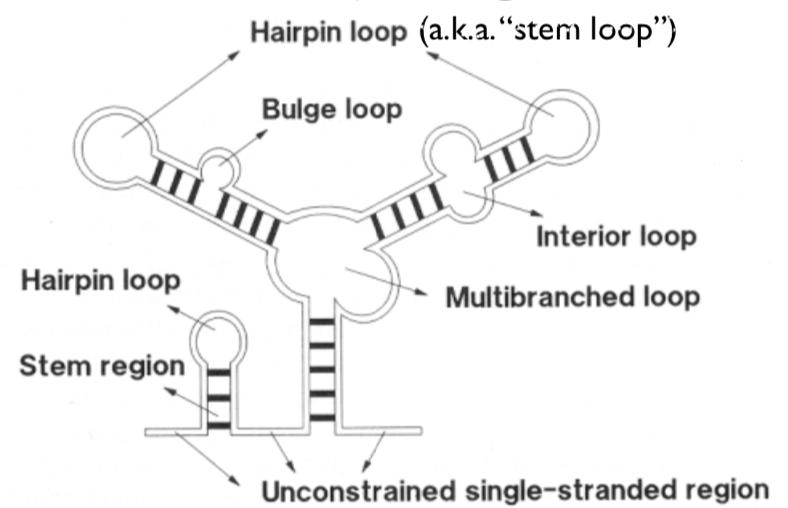 Hairpin loop (a.k.a. “stem loop”)
Bulge loop
Interior loop
Hairpin loop
Multibranched loop
Stem region
Unconstrained single-stranded region